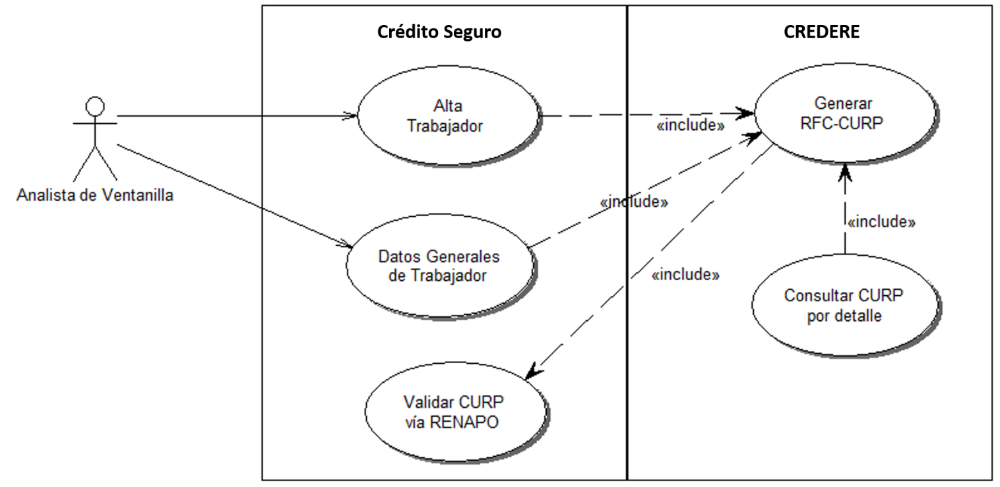 Crédito Seguro
CREDERE
Alta
Trabajador
Generar
RFC-CURP
«include»
Analista de Ventanilla
«include»
«include»
Datos Generales
de Trabajador
«include»
Consultar CURP
por detalle
Validar CURP
vía RENAPO